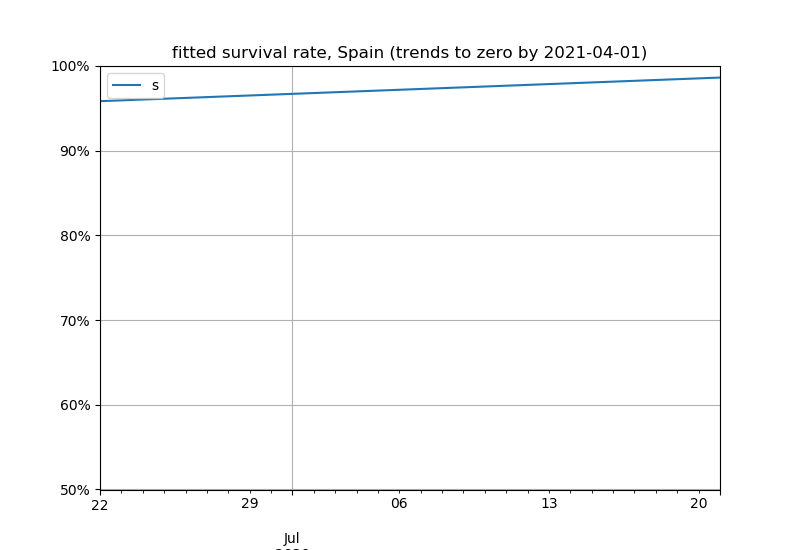 fitted survival rate, Spain (trends to zero by 2021-04-01)
100%
s
90%
80%
70%
60%
50%
22 29 06 13 20
Jul